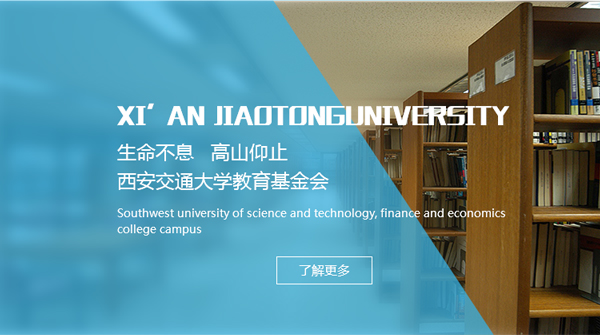 XI' AN JIAOTONGUNIVERSITY
生命不息 高山仰止
西安交通大学教育基金会
Southwest university of science and technology, finance and economics
college campus
了解更多